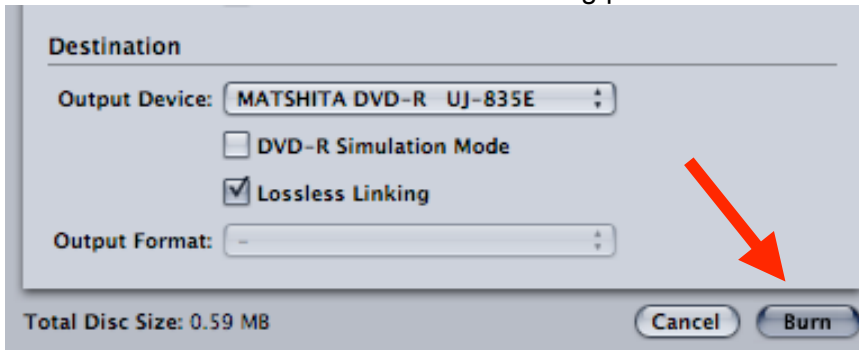 Destination
Output Device: MATSHITA DVD-R UJ-835E
DVD-R Simulation Mode
Lossless Linking
Output Format: -
Total Disc Size: 0.59 MB Cancel Burn